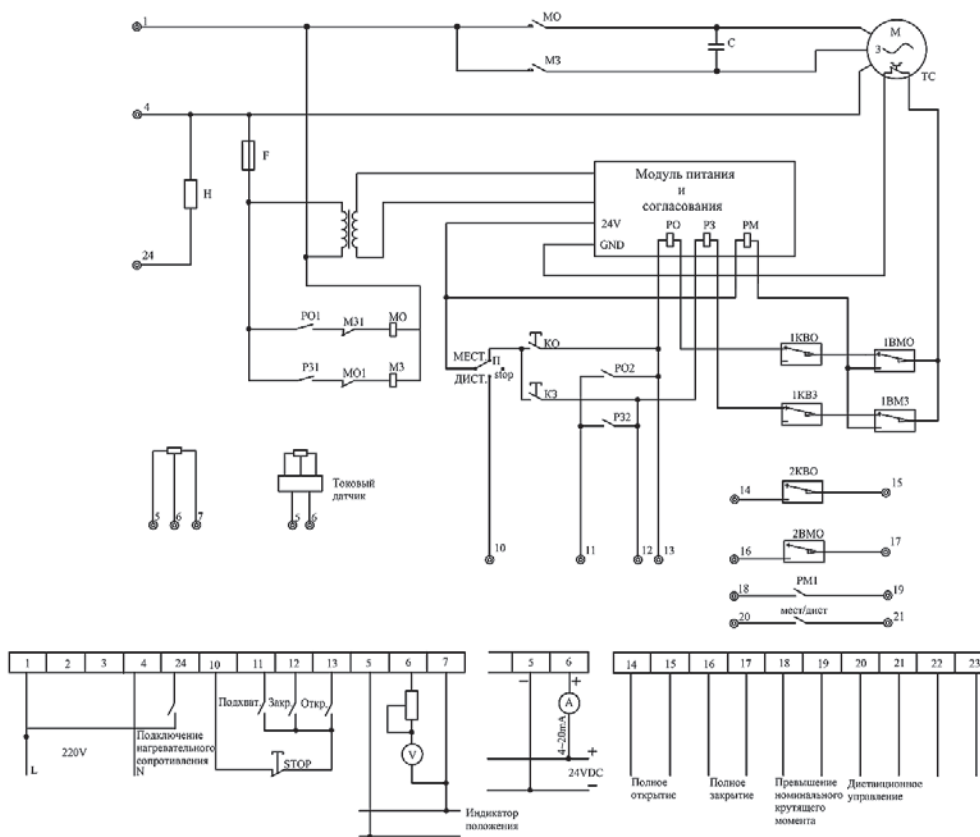 1
МО
С
М
3
ТС
МЗ
4
F
Н
24
Модуль питания
и
согласования
24V
РО
РЗ
РМ
GND
РО1
МЗ1
МО
РЗ1
МО1
МЗ
МЕСТ.
П
stop
ДИСТ.
КО
КЗ
РО2
РЗ2
1КВО
1ВМО
1КВЗ
1ВМЗ
Токовый
датчик
5
6
7
5
6
10
11
12
13
2КВО
14
15
2ВМО
16
17
18
РМ1
19
20
мест/дист
21
1
2
3
4
24
10
11
12
13
5
6
7
5
6
14
15
16
17
18
19
20
21
22
23
Подхват.
Закр.
Откр.
220V
Подключение
нагревательного
сопротивления
L
N
STOP
V
Индикатор
положения
−
+
A
4~20mA
+
24VDC
−
Полное
открытие
Полное
закрытие
Превышение
номинального
крутящего
момента
Дистиционное
управление